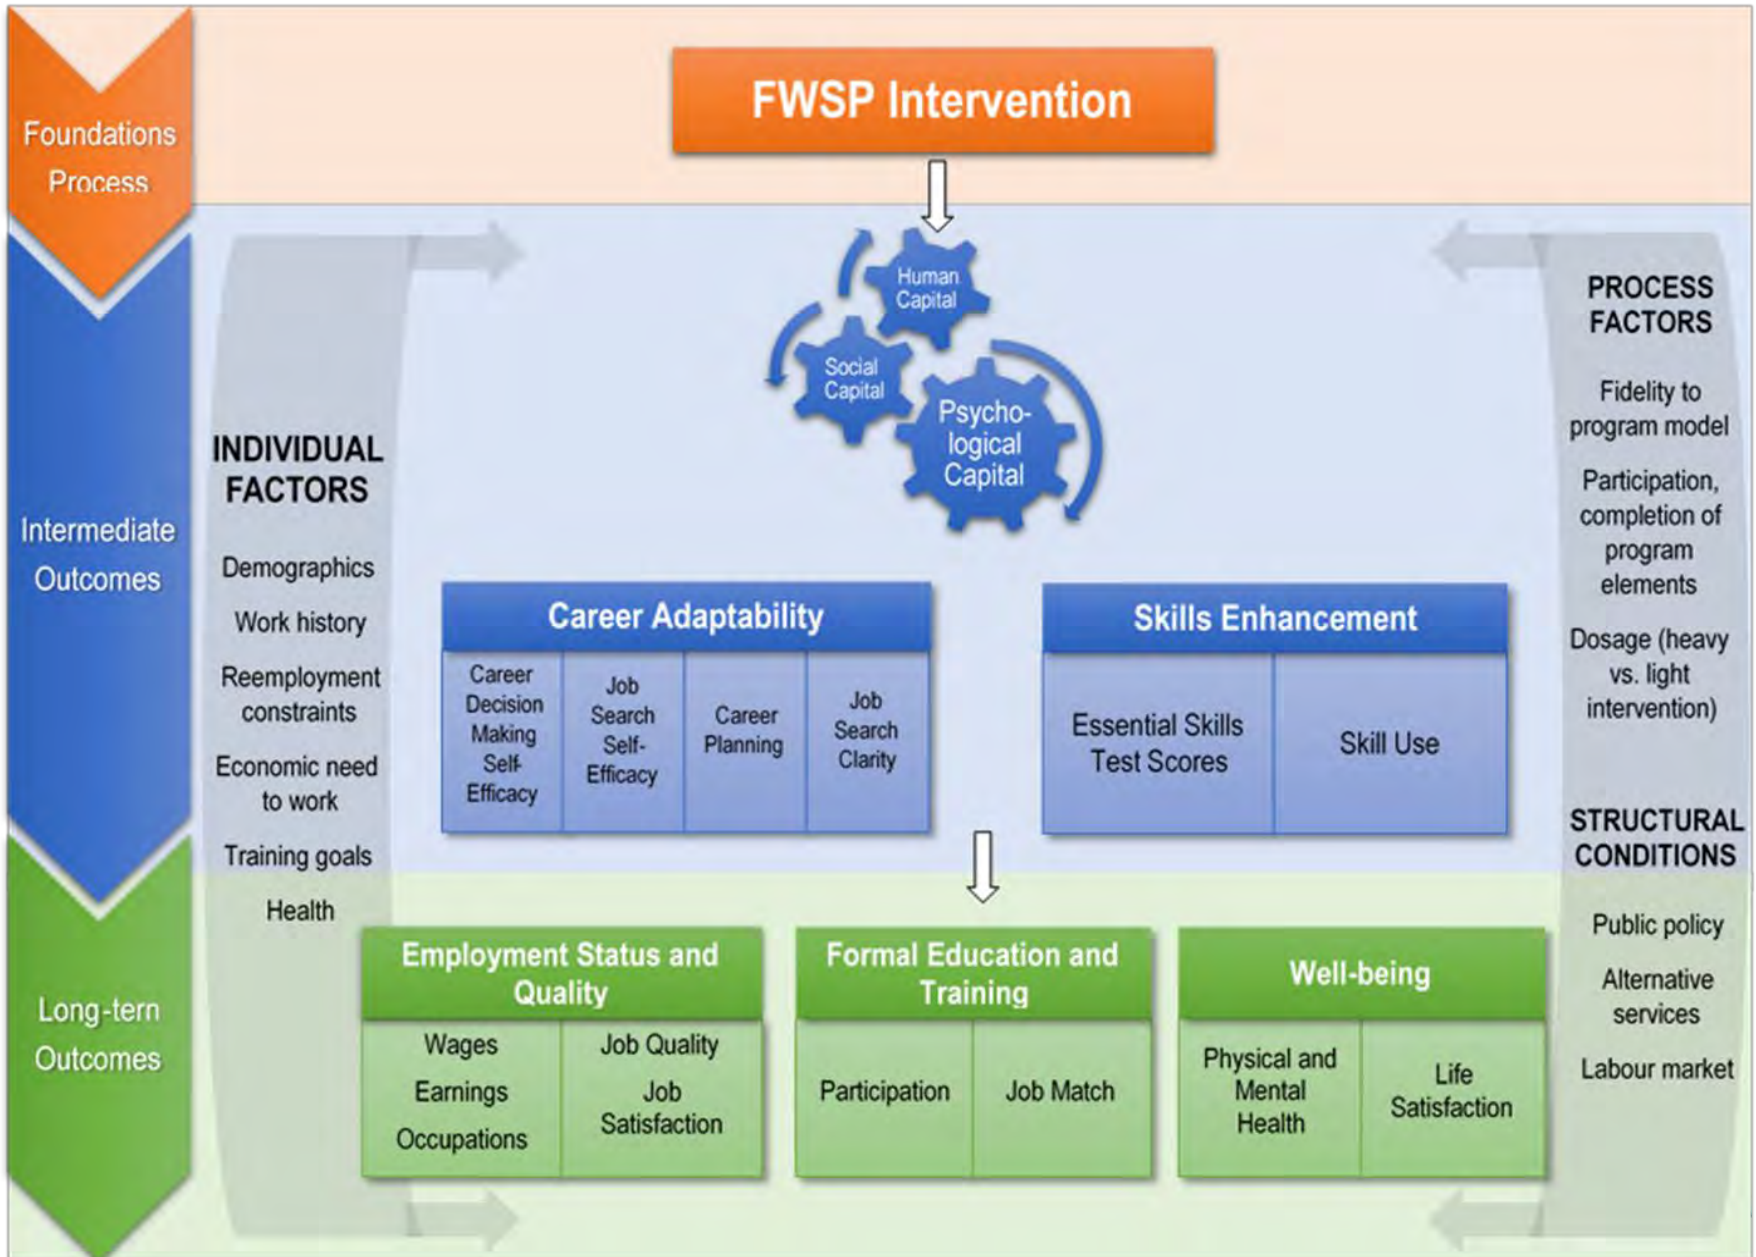 Foundations
Process
FWSP Intervention
Intermediate
Outcomes
INDIVIDUAL
FACTORS
Demographics
Work history
Reemployment
constraints
Economic need
to work
Training goals
Health
Human
Capital
Social
Capital
Psycho-
logical
Capital
Career Adaptability
Career
Decision
Making
Self-
Efficacy
Job
Search
Self-
Efficacy
Career
Planning
Job
Search
Clarity
Skills Enhancement
Essential Skills
Test Scores
Skill Use
PROCESS
FACTORS
Fidelity to
program model
Participation,
completion of
program
elements
Dosage (heavy
vs. light
intervention)
STRUCTURAL
CONDITIONS
Public policy
Alternative
services
Labour market
Long-tern
Outcomes
Employment Status and
Quality
Wages
Earnings
Occupations
Job Quality
Job
Satisfaction
Formal Education and
Training
Participation
Job Match
Well-being
Physical and
Mental
Health
Life
Satisfaction